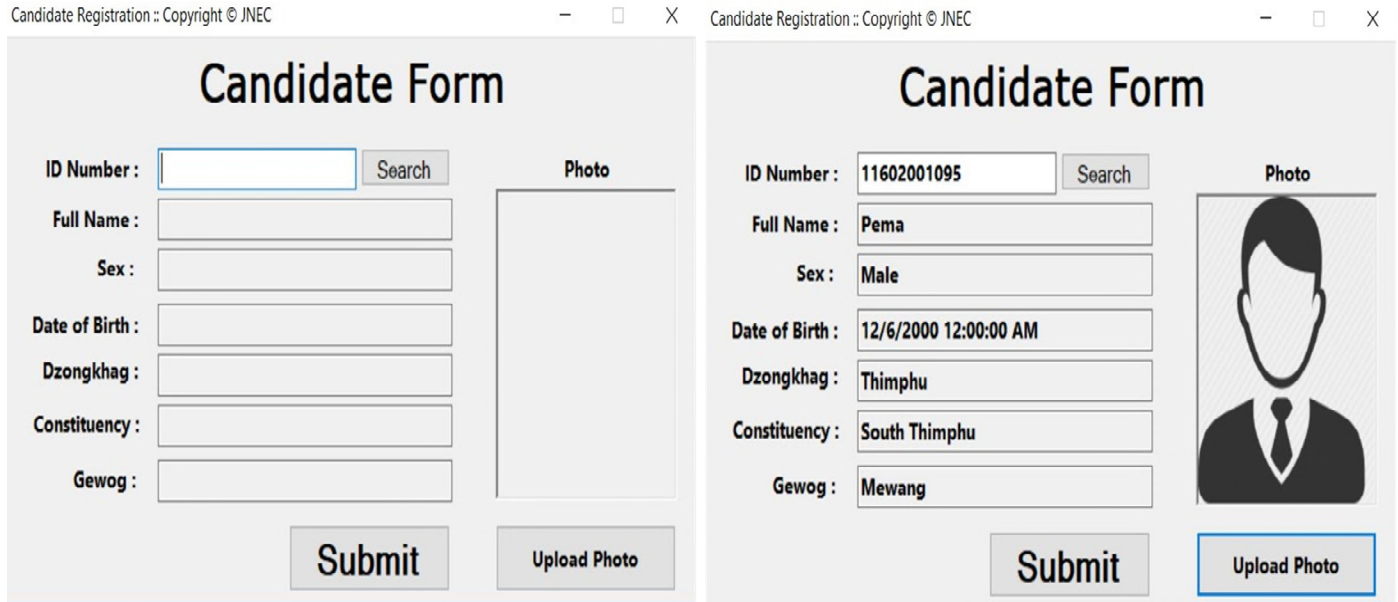 Candidate Registration :: Copyright © JNEC
Candidate Form
ID Number :
Search
Photo
Full Name :
Sex :
Date of Birth :
Dzongkhag :
Constituency :
Gewog :
Submit
Upload Photo
Candidate Registration :: Copyright © JNEC
Candidate Form
ID Number : 11602001095
Search
Photo
Full Name : Pema
Sex : Male
Date of Birth : 12/6/2000 12:00:00 AM
Dzongkhag : Thimphu
Constituency : South Thimphu
Gewog : Mewang
Submit
Upload Photo